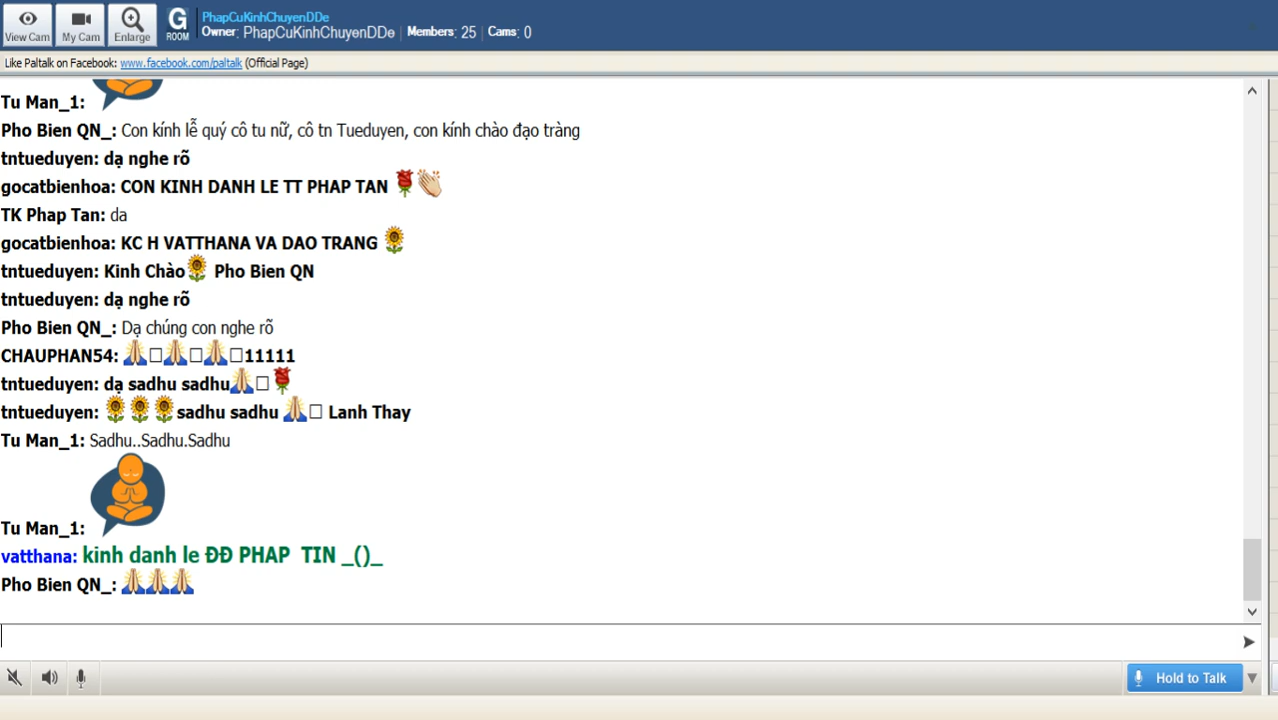 View Cam
My Cam
Enlarge
G
ROOM
PhapCuKinhChuyenDDe
Owner: PhapCuKinhChuyenDDe | Members: 25 | Cams: 0
Like Paltalk on Facebook: www.facebook.com/paltalk (Official Page)
Tu Man_1:
Pho Bien QN_: Con kính lễ quý cô tu nữ, cô tn Tueduyen, con kính chào đạo tràng
tntueduyen: dạ nghe rõ
gocatbienhoa: CON KINH DANH LE TT PHAP TAN 🌹👏
TK Phap Tan: da
gocatbienhoa: KC H VATTHANA VA DAO TRANG 🌻
tntueduyen: Kinh Chào🌻 Pho Bien QN
tntueduyen: dạ nghe rõ
Pho Bien QN_: Dạ chúng con nghe rõ
CHAUPHAN54: 🙏□🙏□🙏□11111
tntueduyen: dạ sadhu sadhu🙏□🌹
tntueduyen: 🌻🌻🌻sadhu sadhu 🙏□ Lanh Thay
Tu Man_1: Sadhu..Sadhu.Sadhu
Tu Man_1:
vatthana: kinh danh le ĐĐ PHAP TIN _()_
Pho Bien QN_: 🙏🙏🙏
Hold to Talk